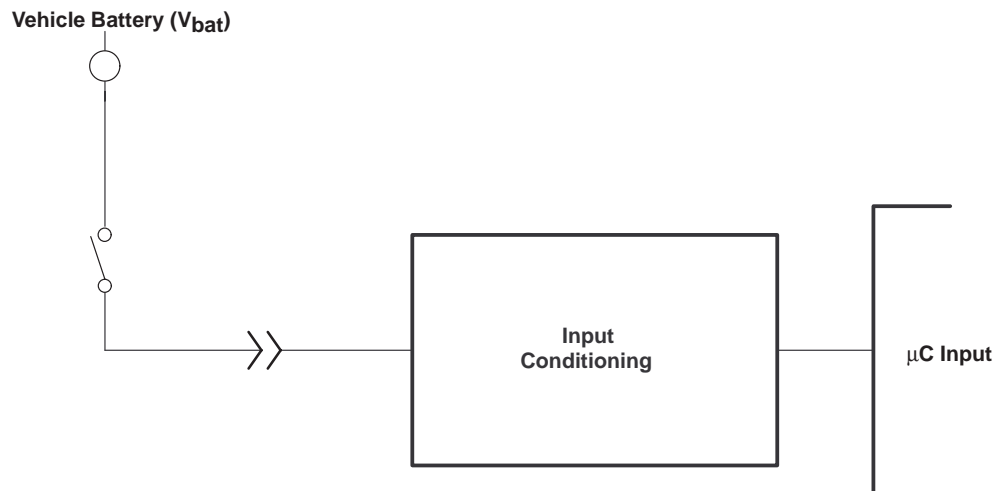 Vehicle Battery (Vbat)
Input
Conditioning
μC Input